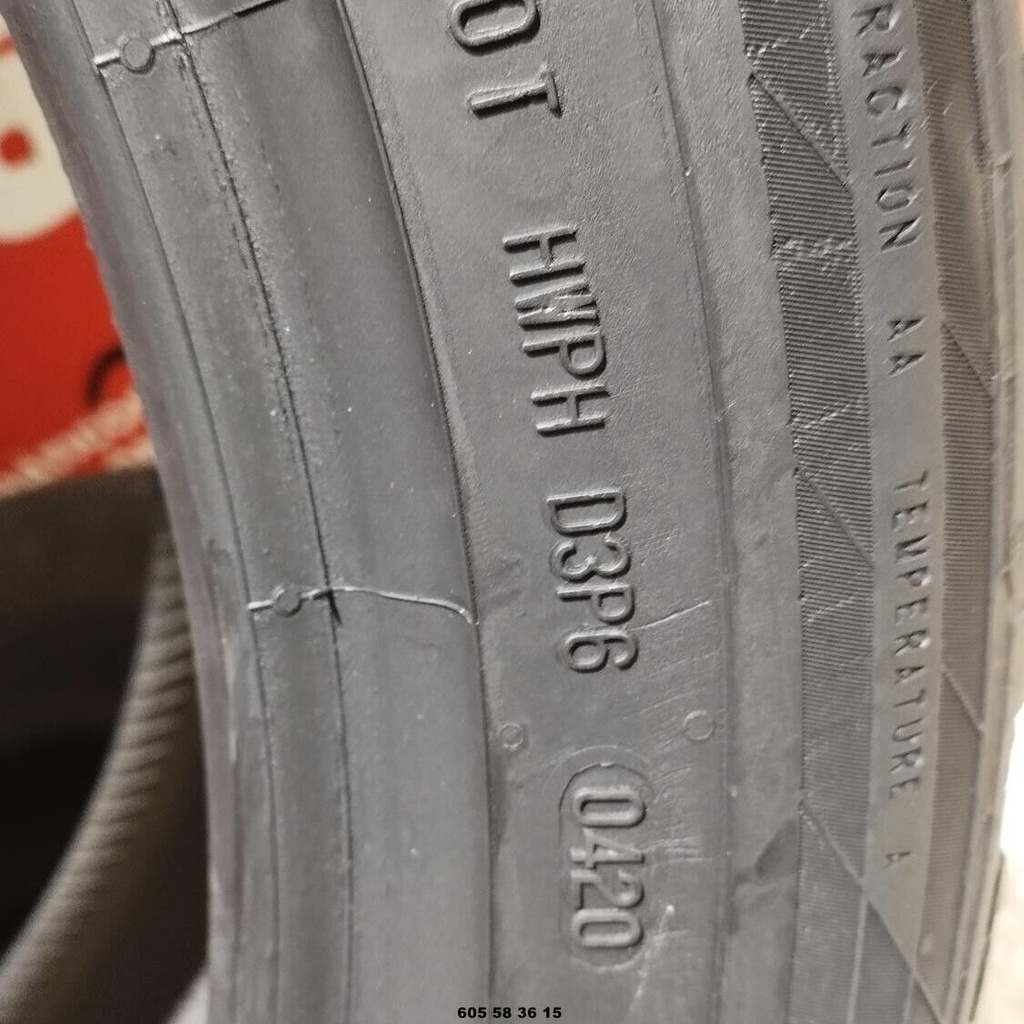 DOT HWPH D3P6 0420
TRACTION AA TEMPERATURE A
605 58 36 15